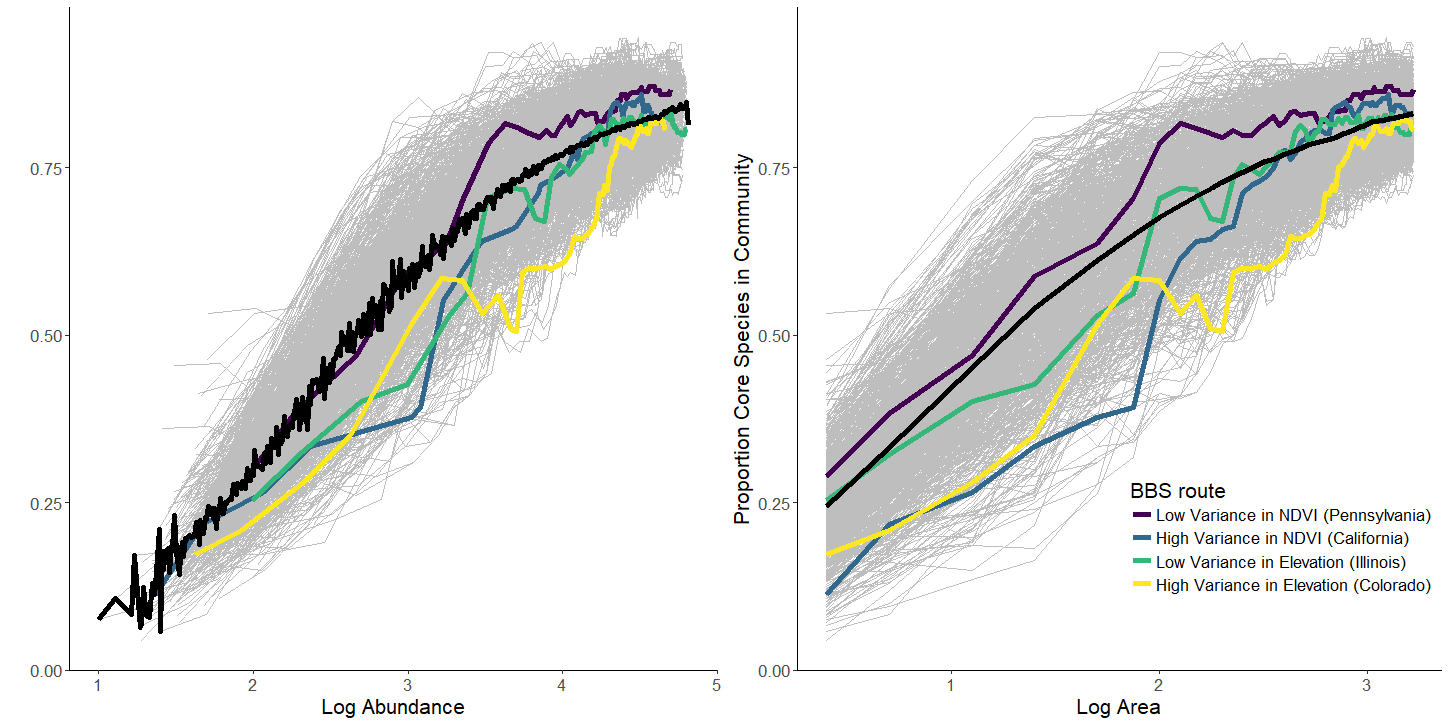 0.75
0.50
0.25
0.00
1 2 3 4 5
Log Abundance
Proportion Core Species in Community
0.75
0.50
0.25
0.00
1 2 3
Log Area
BBS route
Low Variance in NDVI (Pennsylvania)
High Variance in NDVI (California)
Low Variance in Elevation (Illinois)
High Variance in Elevation (Colorado)